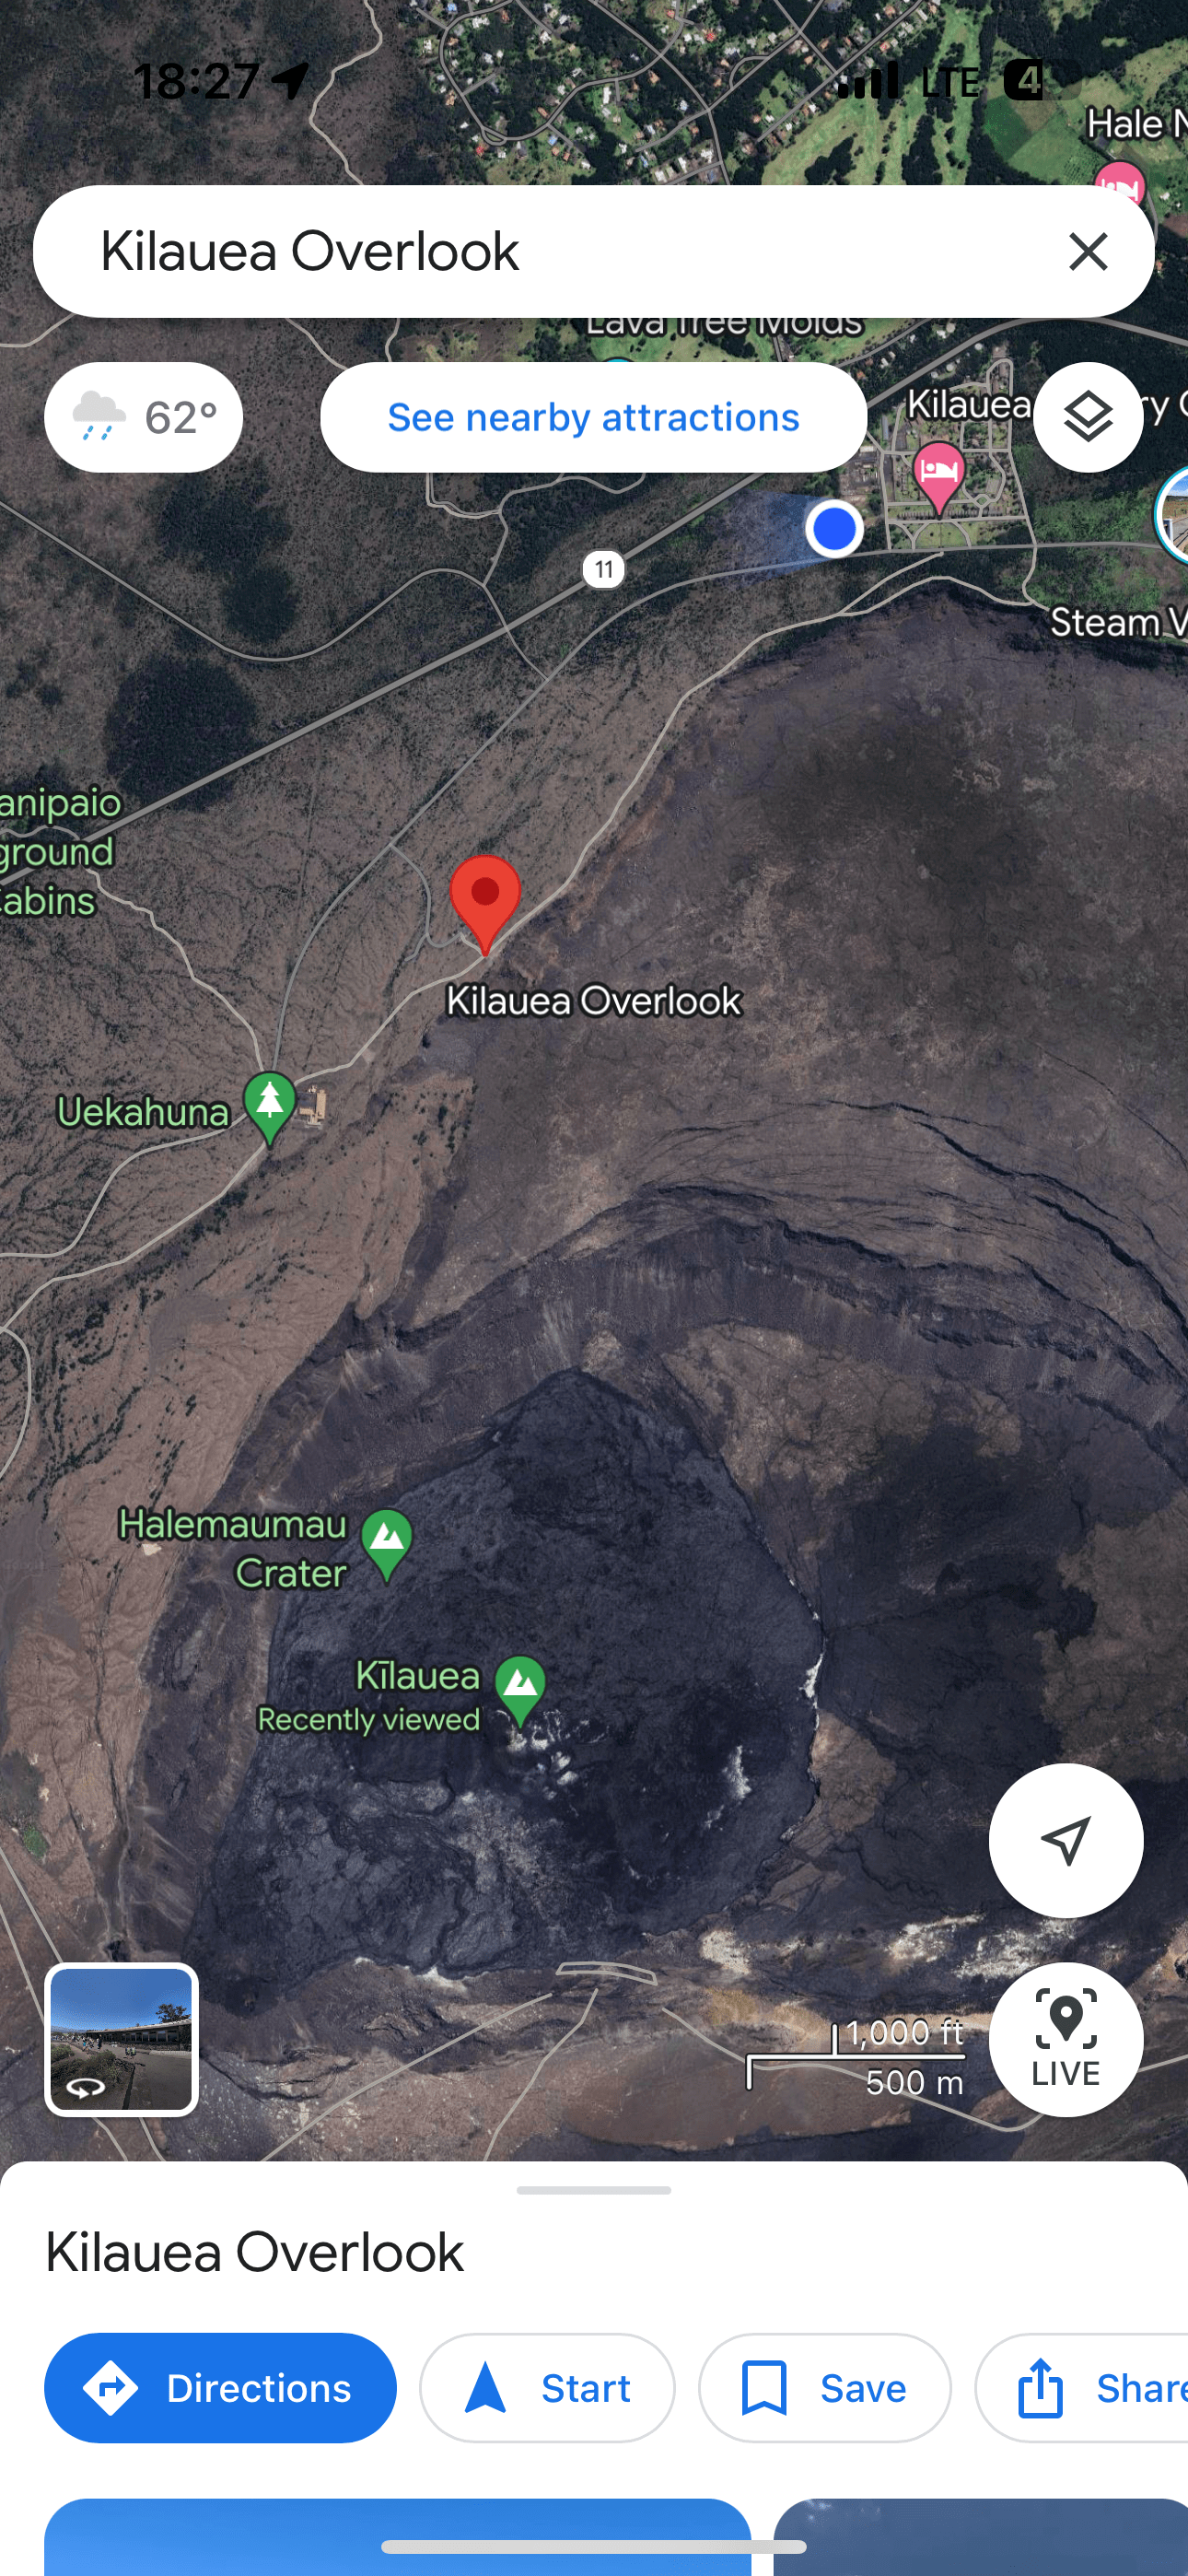 18:27
LTE
4
Hale
Kilauea Overlook
Lava Tree Molds
62°
See nearby attractions
Kilauea
ry
11
Steam
anipaio
ground
abins
Kilauea Overlook
Uekahuna
Halemaumau
Crater
Kīlauea
Recently viewed
1,000 ft
500 m
LIVE
Kilauea Overlook
Directions
Start
Save
Share